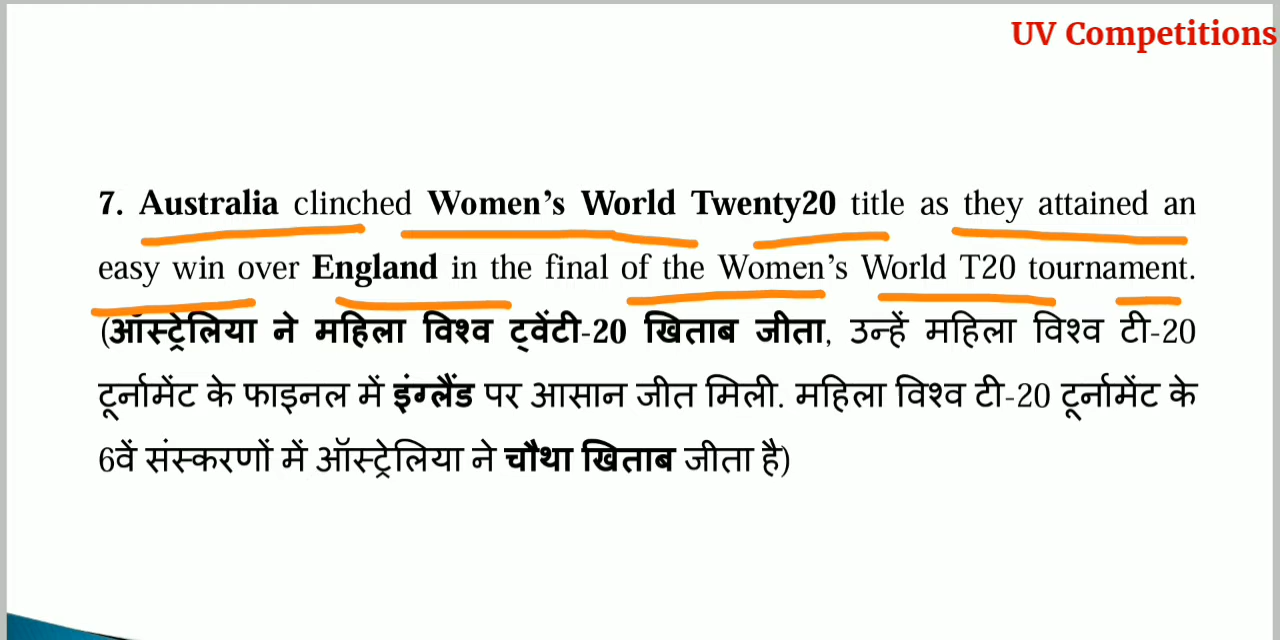 UV Competitions
7. Australia clinched Women’s World Twenty20 title as they attained an
easy win over England in the final of the Women’s World T20 tournament.
(ऑस्ट्रेलिया ने महिला विश्व ट्वेंटी-20 खिताब जीता, उन्हें महिला विश्व टी-20
टूर्नामेंट के फाइनल में इंग्लैंड पर आसान जीत मिली. महिला विश्व टी-20 टूर्नामेंट के
6वें संस्करणों में ऑस्ट्रेलिया ने चौथा खिताब जीता है)